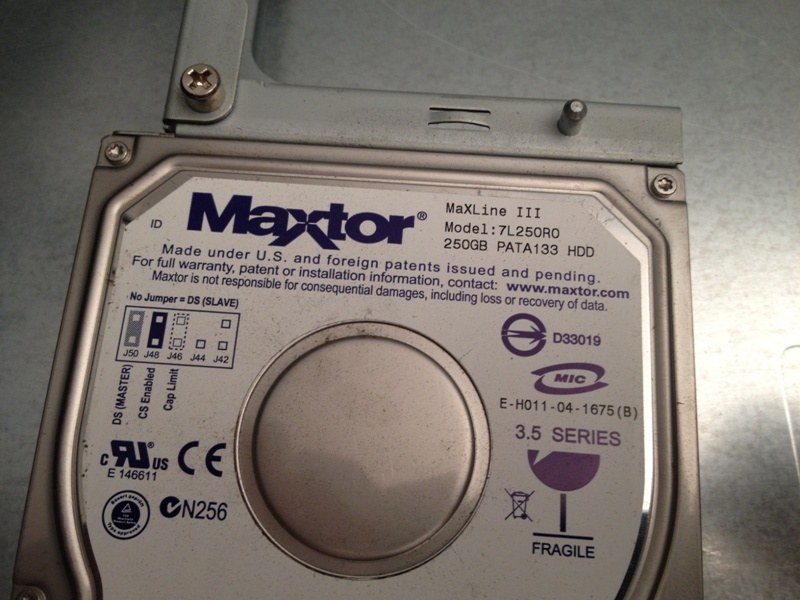 ID
Maxtor®
MaXLine III
Model:7L250R0
250GB PATA133 HDD
Made under U.S. and foreign patents issued and pending.
For full warranty, patent or installation information, contact: www.maxtor.com
Maxtor is not responsible for consequential damages, including loss or recovery of data.
No Jumper = DS (SLAVE)
J50 J48 J46 J44 J42
DS (MASTER)
CS Enabled
Cap Limit
D33019
MIC
E-H011-04-1675(B)
3.5 SERIES
c RU® US
E 146611
CE
N256
Type approved
FRAGILE